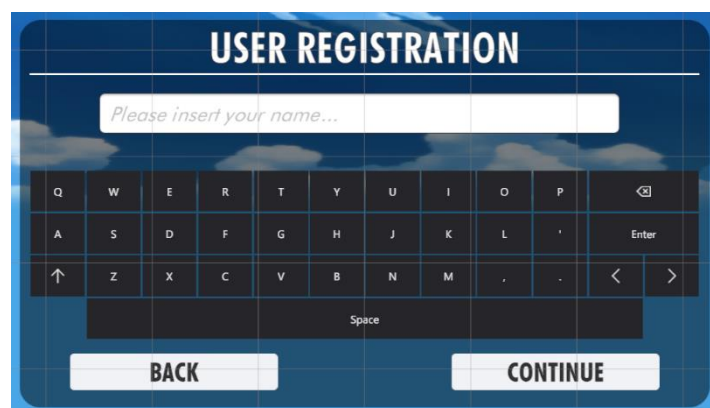 USER REGISTRATION
Please insert your name...
Q W E R T Y U I O P
A S D F G H J K L ' Enter
Z X C V B N M , .
Space
BACK CONTINUE